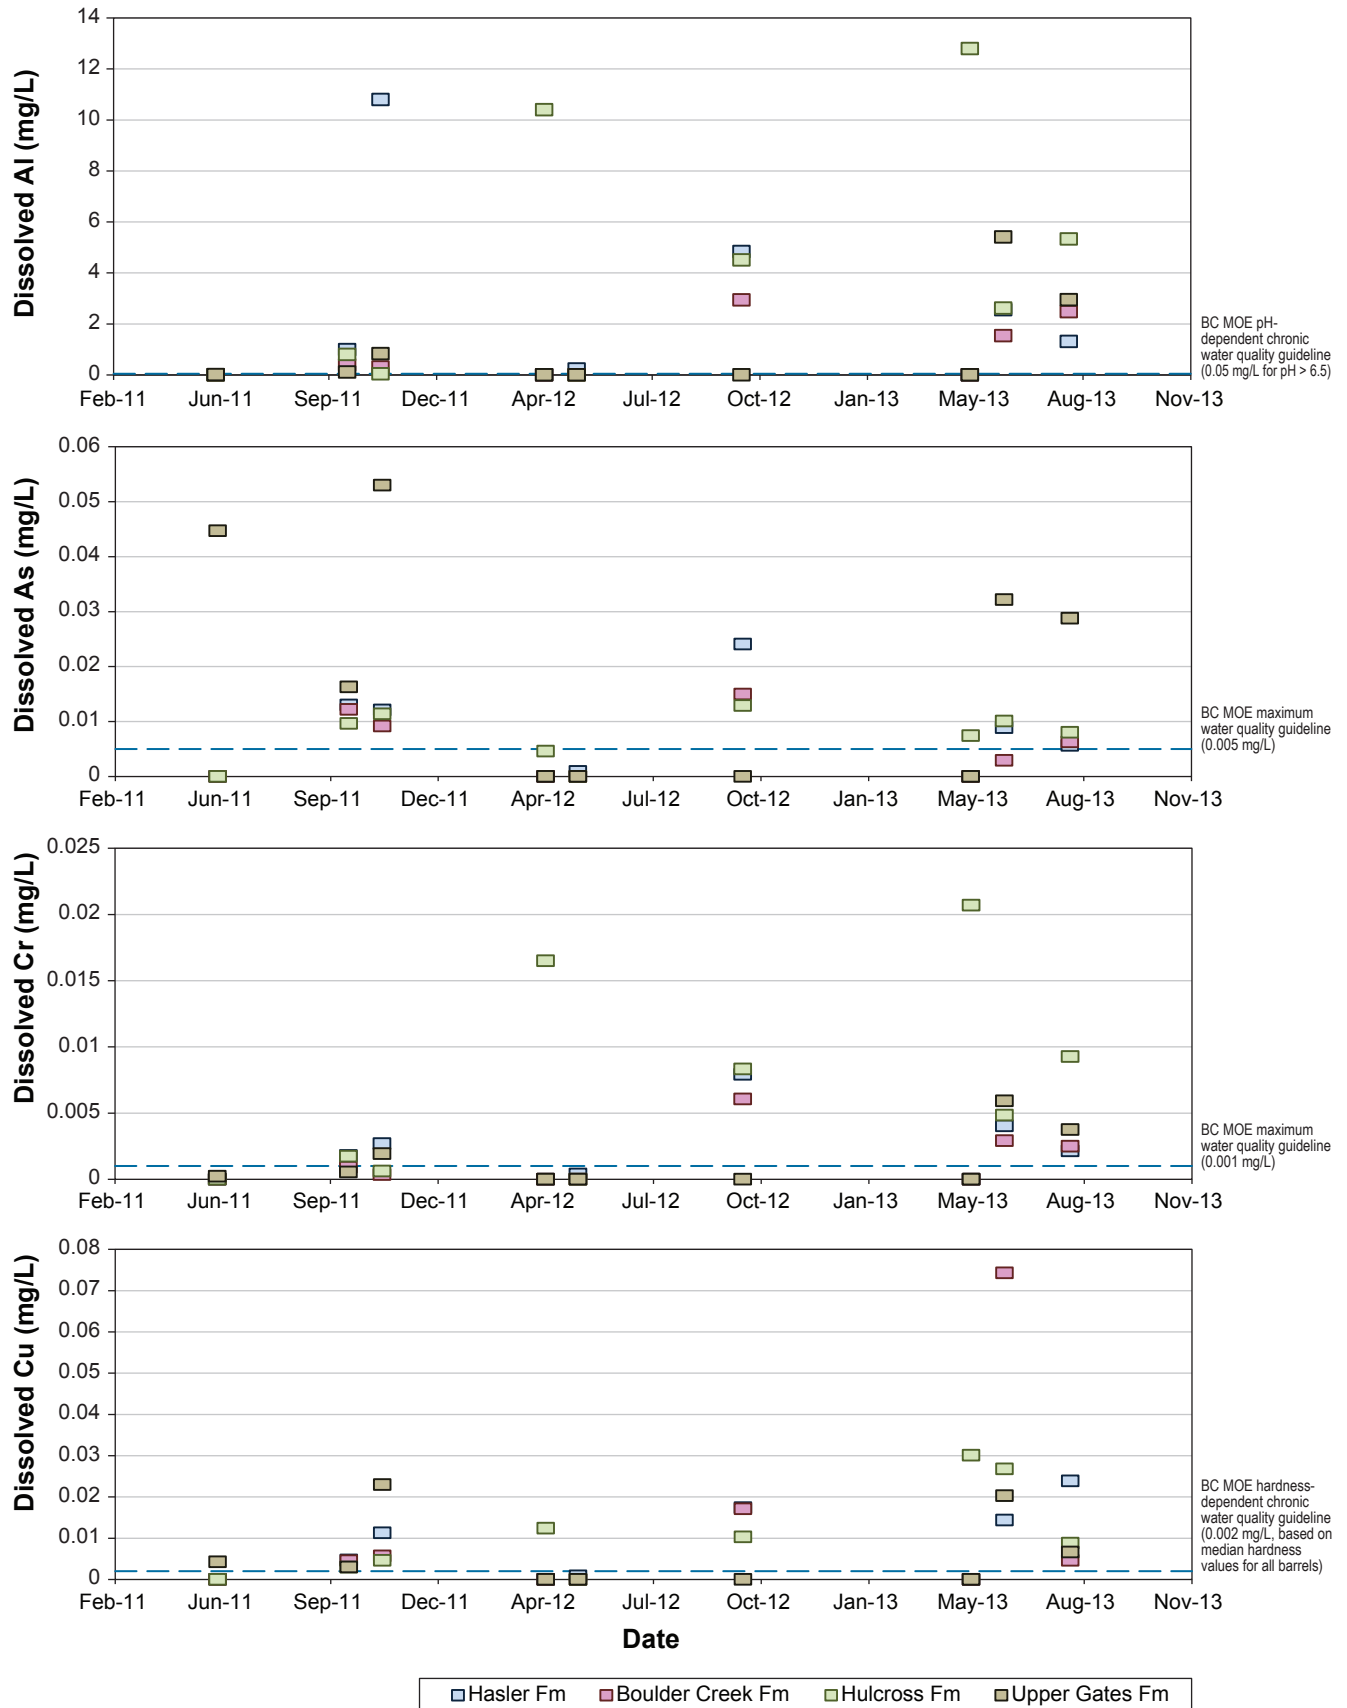 Dissolved Al (mg/L)
14
12
10
8
6
4
2
0
Feb-11 Jun-11 Sep-11 Dec-11 Apr-12 Jul-12 Oct-12 Jan-13 May-13 Aug-13 Nov-13
BC MOE pH-
dependent chronic
water quality guideline
(0.05 mg/L for pH > 6.5)
Dissolved As (mg/L)
0.06
0.05
0.04
0.03
0.02
0.01
0
Feb-11 Jun-11 Sep-11 Dec-11 Apr-12 Jul-12 Oct-12 Jan-13 May-13 Aug-13 Nov-13
BC MOE maximum
water quality guideline
(0.005 mg/L)
Dissolved Cr (mg/L)
0.025
0.02
0.015
0.01
0.005
0
Feb-11 Jun-11 Sep-11 Dec-11 Apr-12 Jul-12 Oct-12 Jan-13 May-13 Aug-13 Nov-13
BC MOE maximum
water quality guideline
(0.001 mg/L)
Dissolved Cu (mg/L)
0.08
0.07
0.06
0.05
0.04
0.03
0.02
0.01
0
Feb-11 Jun-11 Sep-11 Dec-11 Apr-12 Jul-12 Oct-12 Jan-13 May-13 Aug-13 Nov-13
BC MOE hardness-
dependent chronic
water quality guideline
(0.002 mg/L, based on
median hardness
values for all barrels)
Date
Hasler Fm Boulder Creek Fm Hulcross Fm Upper Gates Fm